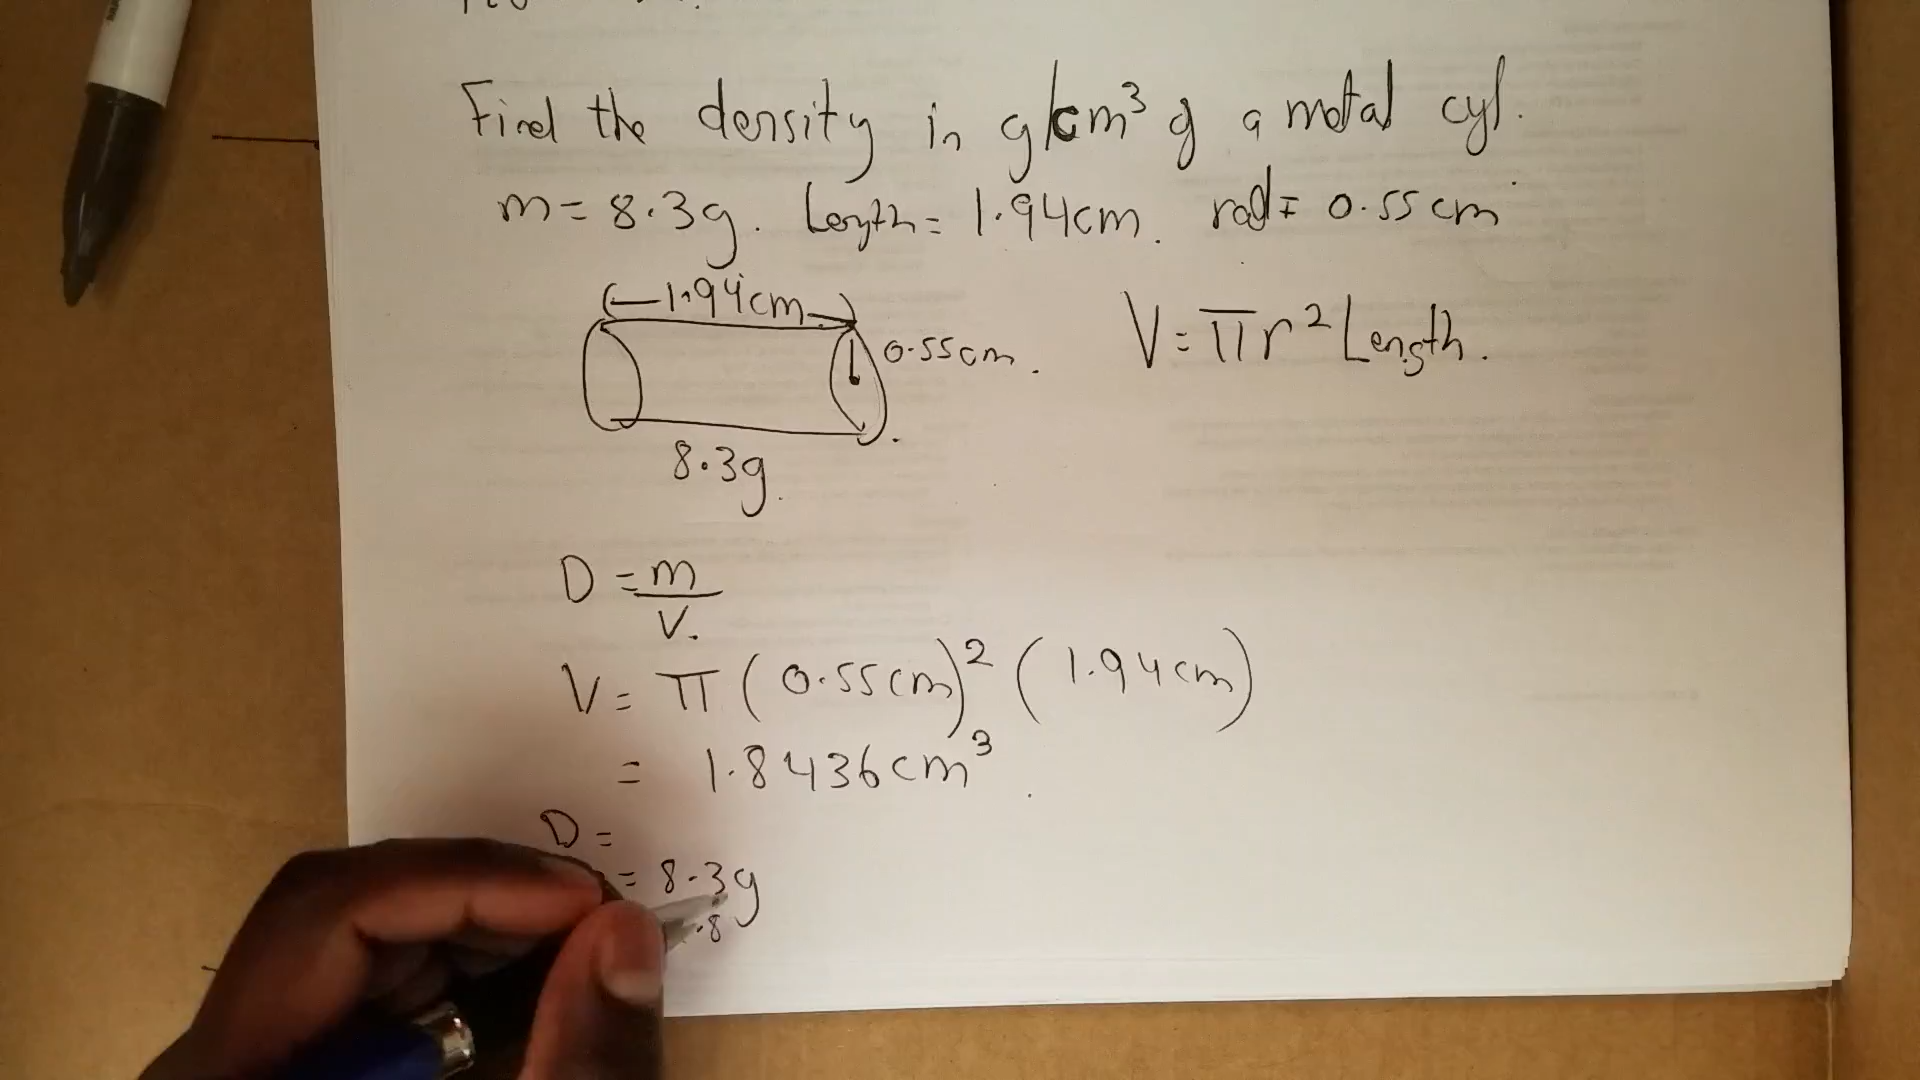 Find the density in g/cm³ of a metal cyl.
m = 8.3g. Length = 1.94cm. rad = 0.55cm
1.94cm
0.55cm.
V = πr² Length.
8.3g.
D = m
V.
V = π(0.55cm)² (1.94cm)
= 1.8436cm³
D =
= 8.3g
.8